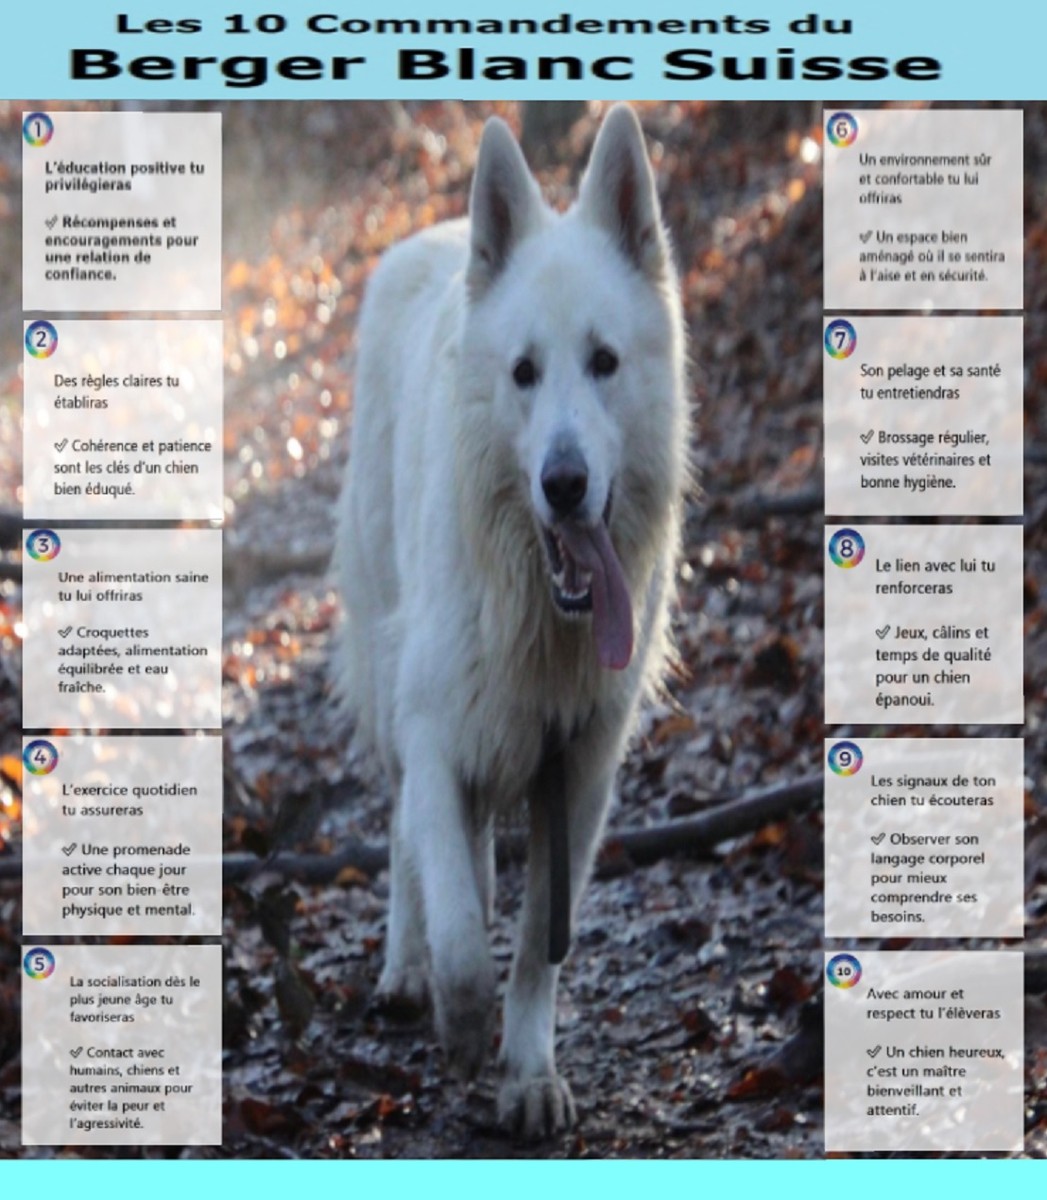 Les 10 Commandements du
Berger Blanc Suisse
1
L'éducation positive tu
privilégieras
✅ Récompenses et
encouragements pour
une relation de
confiance.
2
Des règles claires tu
établiras
✅ Cohérence et patience
sont les clés d'un chien
bien éduqué.
3
Une alimentation saine
tu lui offriras
✅ Croquettes
adaptées, alimentation
équilibrée et eau
fraîche.
4
L'exercice quotidien
tu assureras
✅ Une promenade
active chaque jour
pour son bien-être
physique et mental.
5
La socialisation dès le
plus jeune âge tu
favoriseras
✅ Contact avec
humains, chiens et
autres animaux pour
éviter la peur et
l'agressivité.
6
Un environnement sûr
et confortable tu lui
offriras
✅ Un espace bien
aménagé où il se sentira
à l'aise et en sécurité.
7
Son pelage et sa santé
tu entretiendras
✅ Brossage régulier,
visites vétérinaires et
bonne hygiène.
8
Le lien avec lui tu
renforceras
✅ Jeux, câlins et
temps de qualité
pour un chien
épanoui.
9
Les signaux de ton
chien tu écouteras
✅ Observer son
langage corporel
pour mieux
comprendre ses
besoins.
10
Avec amour et
respect tu l'élèveras
✅ Un chien heureux,
c'est un maître
bienveillant et
attentif.